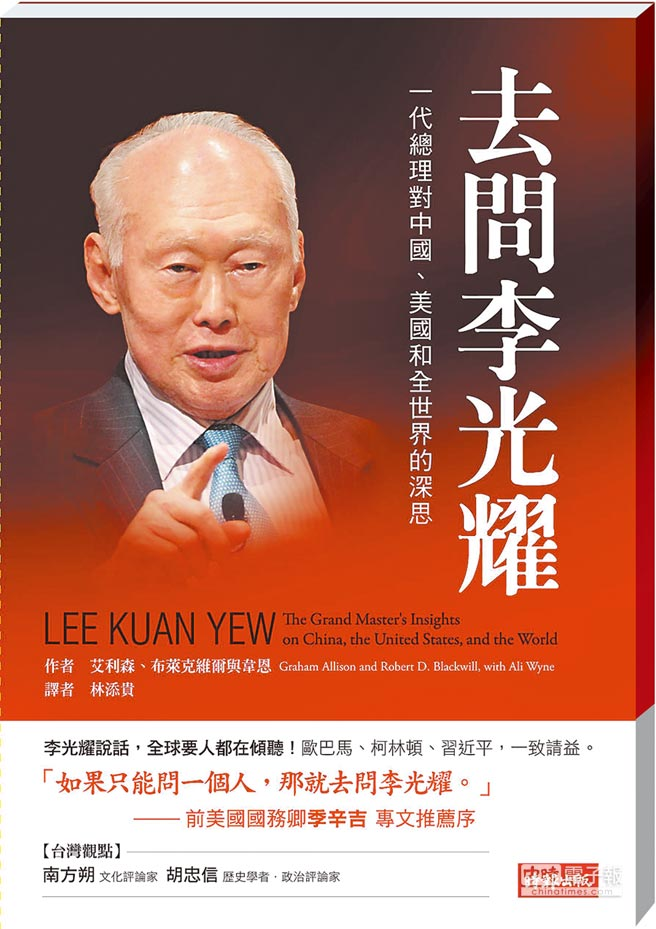 去問李光耀
一代總理對中國、美國和全世界的深思
LEE KUAN YEW
The Grand Master's Insights
on China, the United States, and the World
作者 艾利森、布萊克維爾與韋恩 Graham Allison and Robert D. Blackwill, with Ali Wyne
譯者 林添貴
李光耀說話，全球要人都在傾聽！歐巴馬、柯林頓、習近平，一致請益。
「如果只能問一個人，那就去問李光耀。」
——前美國國務卿季辛吉 專文推薦序
【台灣觀點】
南方朔 文化評論家 胡忠信 歷史學者・政治評論家
chinatimes.com